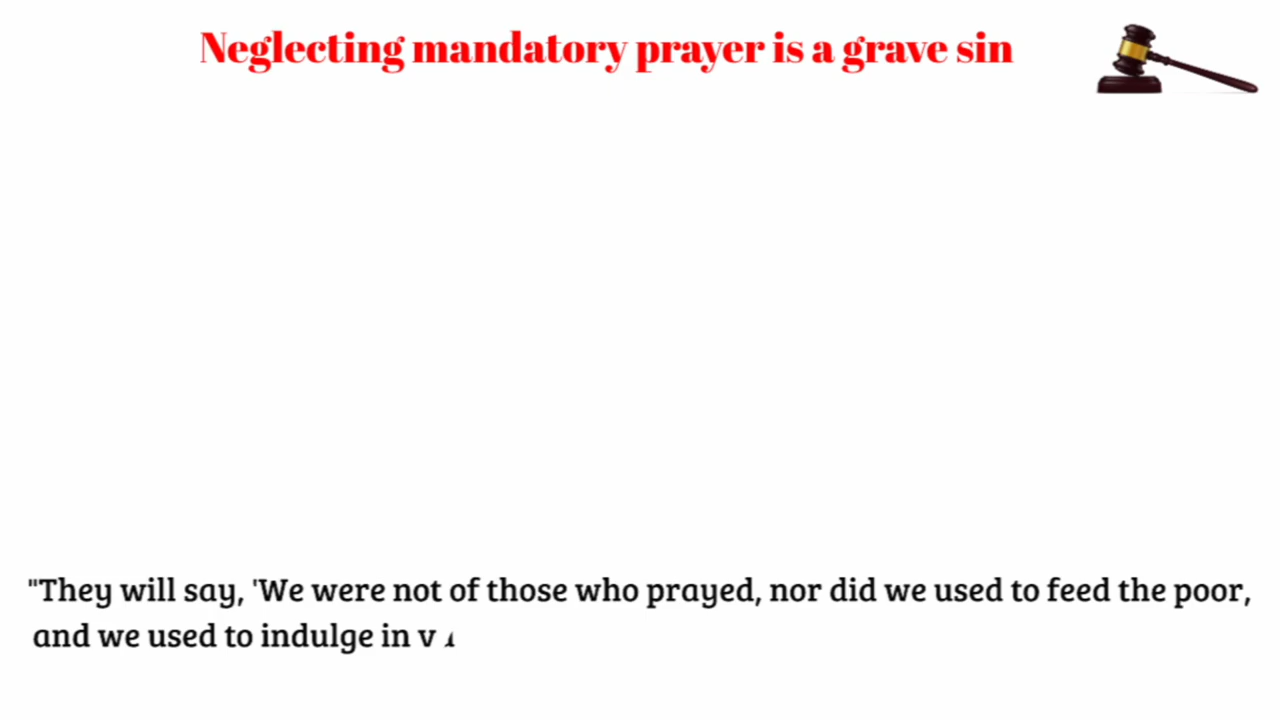 Neglecting mandatory prayer is a grave sin
"They will say, 'We were not of those who prayed, nor did we used to feed the poor,
and we used to indulge in v